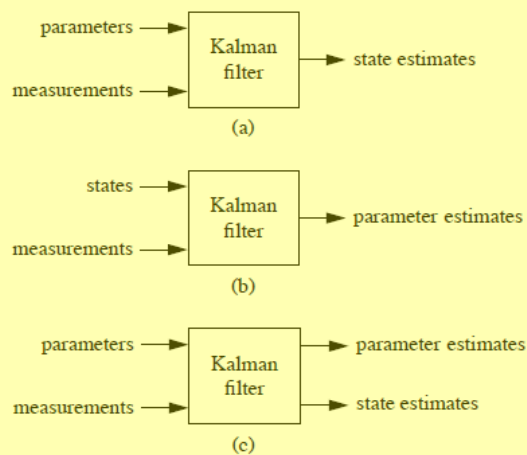 parameters
Kalman
filter
state estimates
measurements
(a)
states
Kalman
filter
parameter estimates
measurements
(b)
parameters
parameter estimates
Kalman
filter
measurements
state estimates
(c)